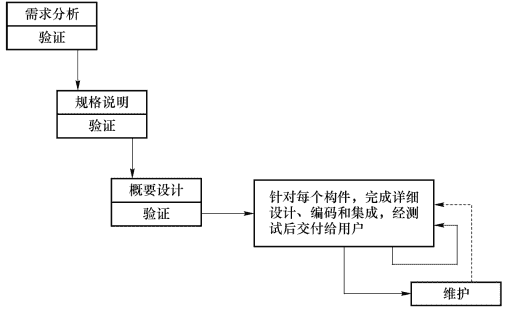 需求分析
验证
规格说明
验证
概要设计
验证
针对每个构件，完成详细
设计、编码和集成，经测
试后交付给用户
维护